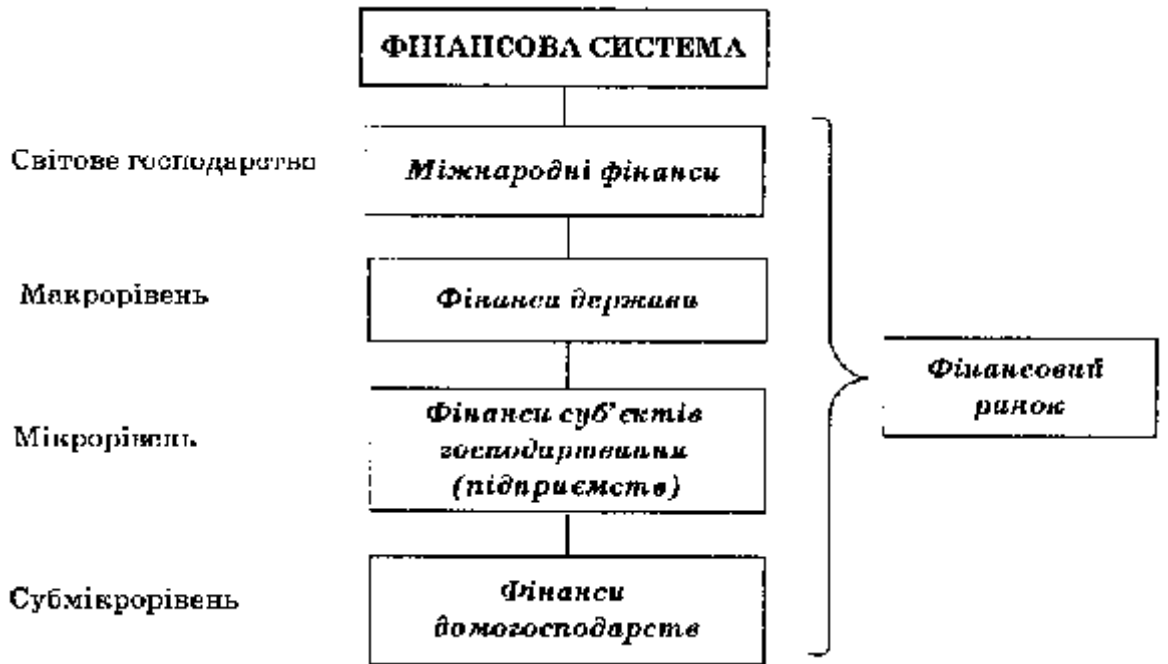 ФІНАНСОВА СИСТЕМА
Світове господарство
Міжнародні фінанси
Макрорівень
Фінанси держави
Фінансовий
ринок
Мікрорівень
Фінанси суб’єктів
господарювання
(підприємств)
Субмікрорівень
Фінанси
домогосподарств